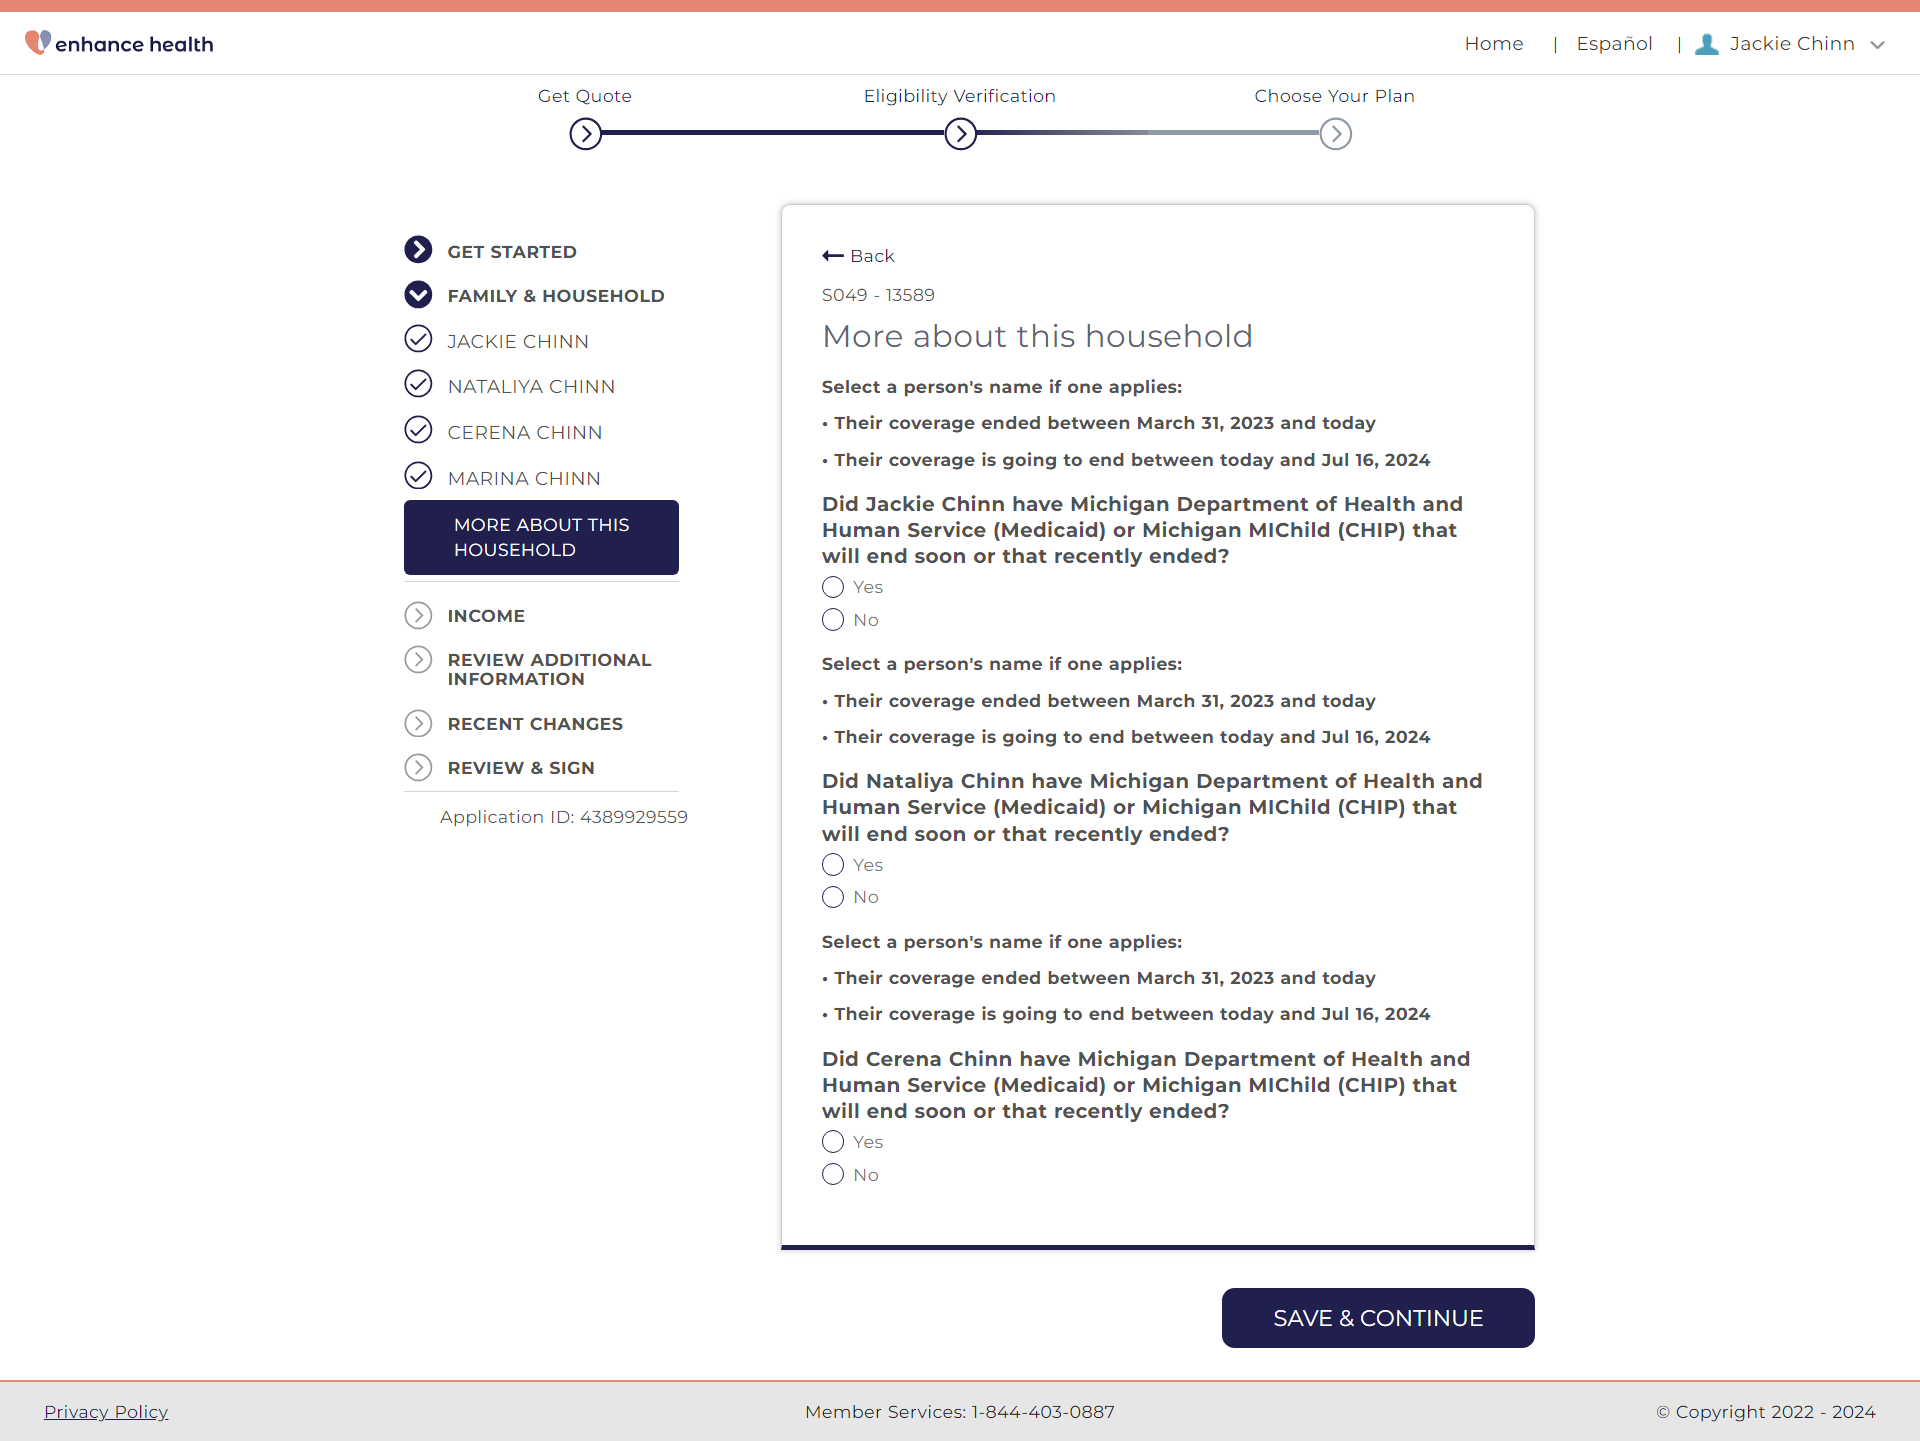 enhance health
Home | Español | Jackie Chinn
Get Quote
Eligibility Verification
Choose Your Plan
GET STARTED
FAMILY & HOUSEHOLD
JACKIE CHINN
NATALIYA CHINN
CERENA CHINN
MARINA CHINN
MORE ABOUT THIS
HOUSEHOLD
INCOME
REVIEW ADDITIONAL
INFORMATION
RECENT CHANGES
REVIEW & SIGN
Application ID: 4389929559
Back
S049 - 13589
More about this household
Select a person's name if one applies:
• Their coverage ended between March 31, 2023 and today
• Their coverage is going to end between today and Jul 16, 2024
Did Jackie Chinn have Michigan Department of Health and
Human Service (Medicaid) or Michigan MIChild (CHIP) that
will end soon or that recently ended?
Yes
No
Select a person's name if one applies:
• Their coverage ended between March 31, 2023 and today
• Their coverage is going to end between today and Jul 16, 2024
Did Nataliya Chinn have Michigan Department of Health and
Human Service (Medicaid) or Michigan MIChild (CHIP) that
will end soon or that recently ended?
Yes
No
Select a person's name if one applies:
• Their coverage ended between March 31, 2023 and today
• Their coverage is going to end between today and Jul 16, 2024
Did Cerena Chinn have Michigan Department of Health and
Human Service (Medicaid) or Michigan MIChild (CHIP) that
will end soon or that recently ended?
Yes
No
SAVE & CONTINUE
Privacy Policy
Member Services: 1-844-403-0887
© Copyright 2022 - 2024